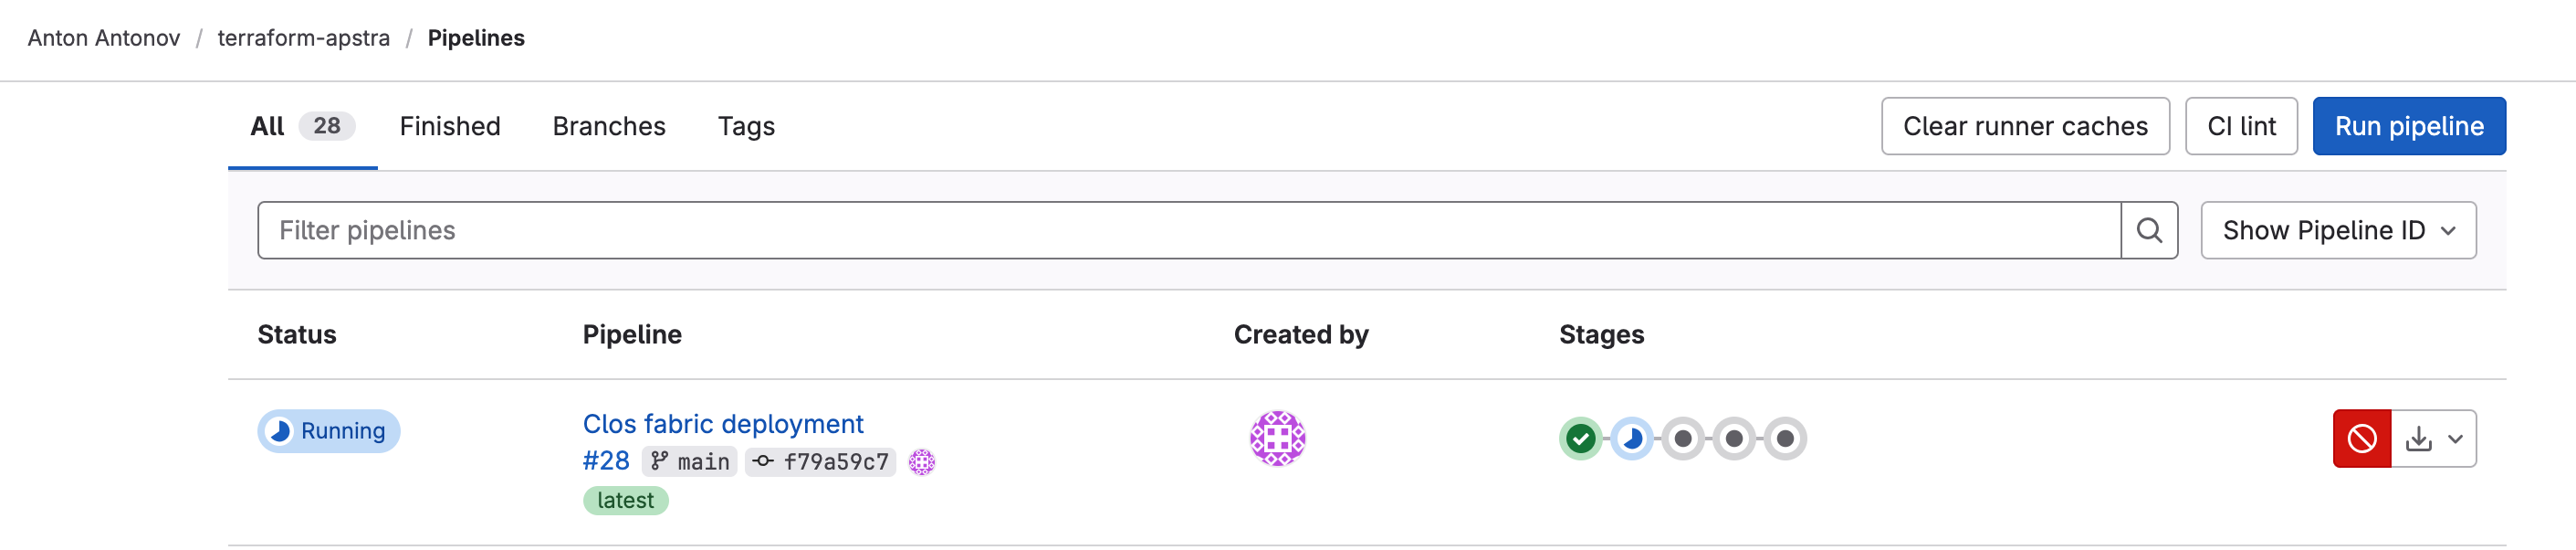 Anton Antonov / terraform-apstra / Pipelines
All 28 Finished Branches Tags Clear runner caches CI lint Run pipeline
Filter pipelines Show Pipeline ID
Status Pipeline Created by Stages
Running Clos fabric deployment
#28 main f79a59c7
latest